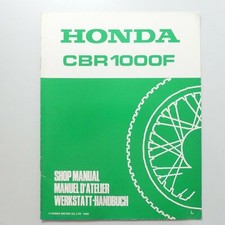 HONDA
CBR1000F
SHOP MANUAL
MANUEL D'ATELIER
WERKSTATT-HANDBUCH
L